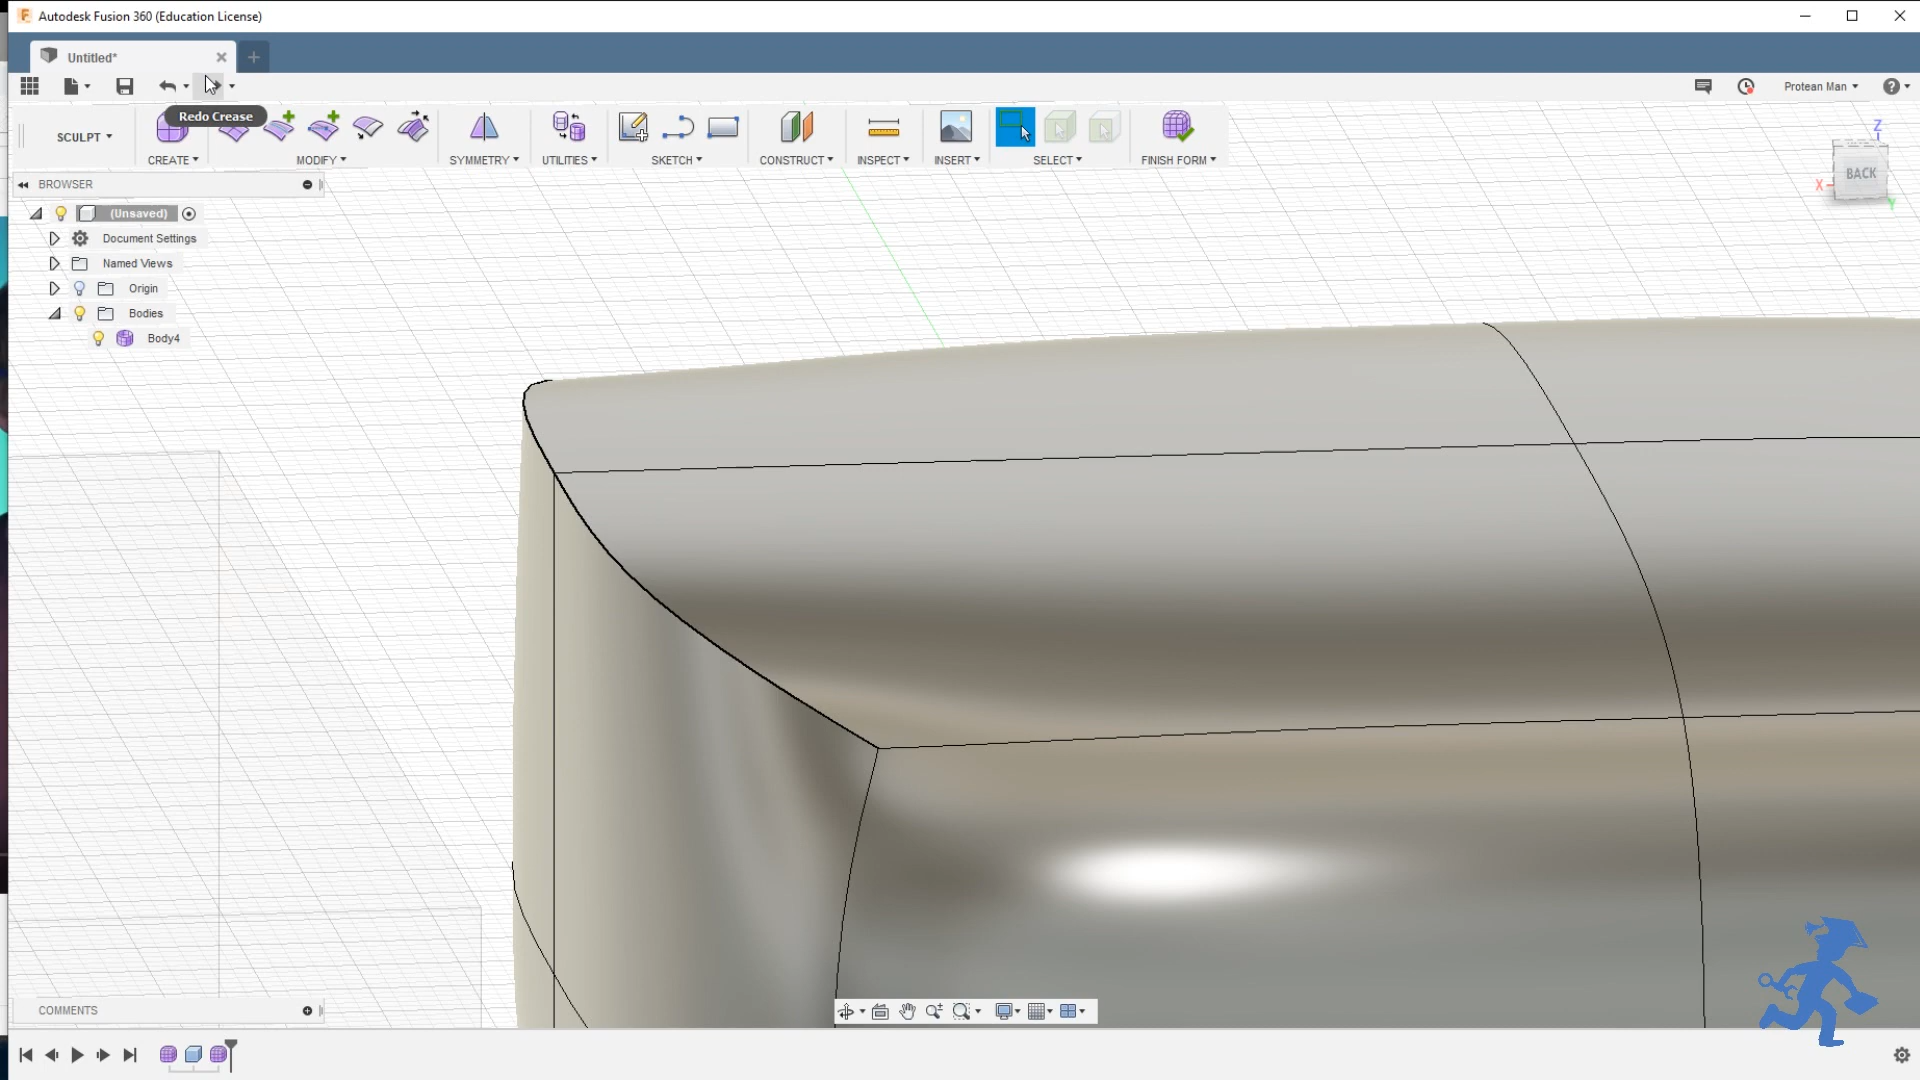 Autodesk Fusion 360 (Education License)
Untitled*
Protean Man
Redo Crease
SCULPT
CREATE
MODIFY
SYMMETRY
UTILITIES
SKETCH
CONSTRUCT
INSPECT
INSERT
SELECT
FINISH FORM
Z
BACK
X
Y
BROWSER
(Unsaved)
Document Settings
Named Views
Origin
Bodies
Body4
COMMENTS